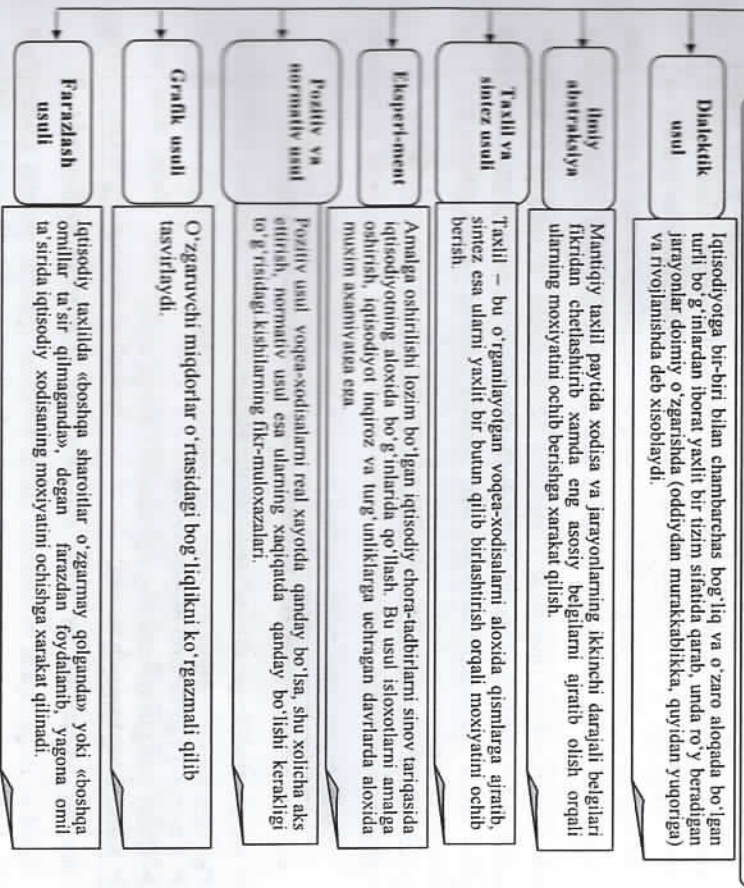 Dialektik
usul
Iqtisodiyotga bir-biri bilan chambarchas bog‘liq va o‘zaro aloqada bo‘lgan
turli bo‘g‘inlardan iborat yaxlit bir tizim sifatida qarab, unda ro‘y beradigan
jarayonlar doimiy o‘zgarishda (oddiydan murakkablikka, quyidan yuqoriga)
va rivojlanishda deb xisoblaydi.
ilmiy
abstraksiya
Mantiqiy taxlil paytida xodisa va jarayonlarning ikkinchi darajali belgilari
fikridan chetlashtirib xamda eng asosiy belgilarni ajratib olish orqali
ularning moxiyatini ochib berishga xarakat qilish.
Taxlil va
sintez usuli
Taxlil – bu o‘rganilayotgan voqea-xodisalarni aloxida qismlarga ajratib,
sintez esa ularni yaxlit bir butun qilib birlashtirish orqali moxiyatini ochib
berish.
Eksperi-ment
Amalga oshirilishi lozim bo‘lgan iqtisodiy chora-tadbirlarni sinov tariqasida
iqtisodiyotning aloxida bo‘g‘inlarida qo‘llash. Bu usul isloxotlarni amalga
oshirish, iqtisodiyot inqiroz va turg‘unliklarga uchragan davrlarda aloxida
muxim axamiyatga ega.
Pozitiv va
normativ usul
Pozitiv usul voqea-xodisalarni real xayotda qanday bo‘lsa, shu xolicha aks
ettirish, normativ usul esa ularning xaqiqatda qanday bo‘lishi kerakligi
to‘g‘risidagi kishilarning fikr-muloxazalari.
Grafik usuli
O‘zgaruvchi miqdorlar o‘rtasidagi bog‘liqlikni ko‘rgazmali qilib
tasvirlaydi.
Farazlash
usuli
Iqtisodiy taxlilda «boshqa sharoitlar o‘zgarmay qolganda» yoki «boshqa
omillar ta’sir qilmaganda», degan farazdan foydalanib, yagona omil
ta’sirida iqtisodiy xodisaning moxiyatini ochishga xarakat qilinadi.